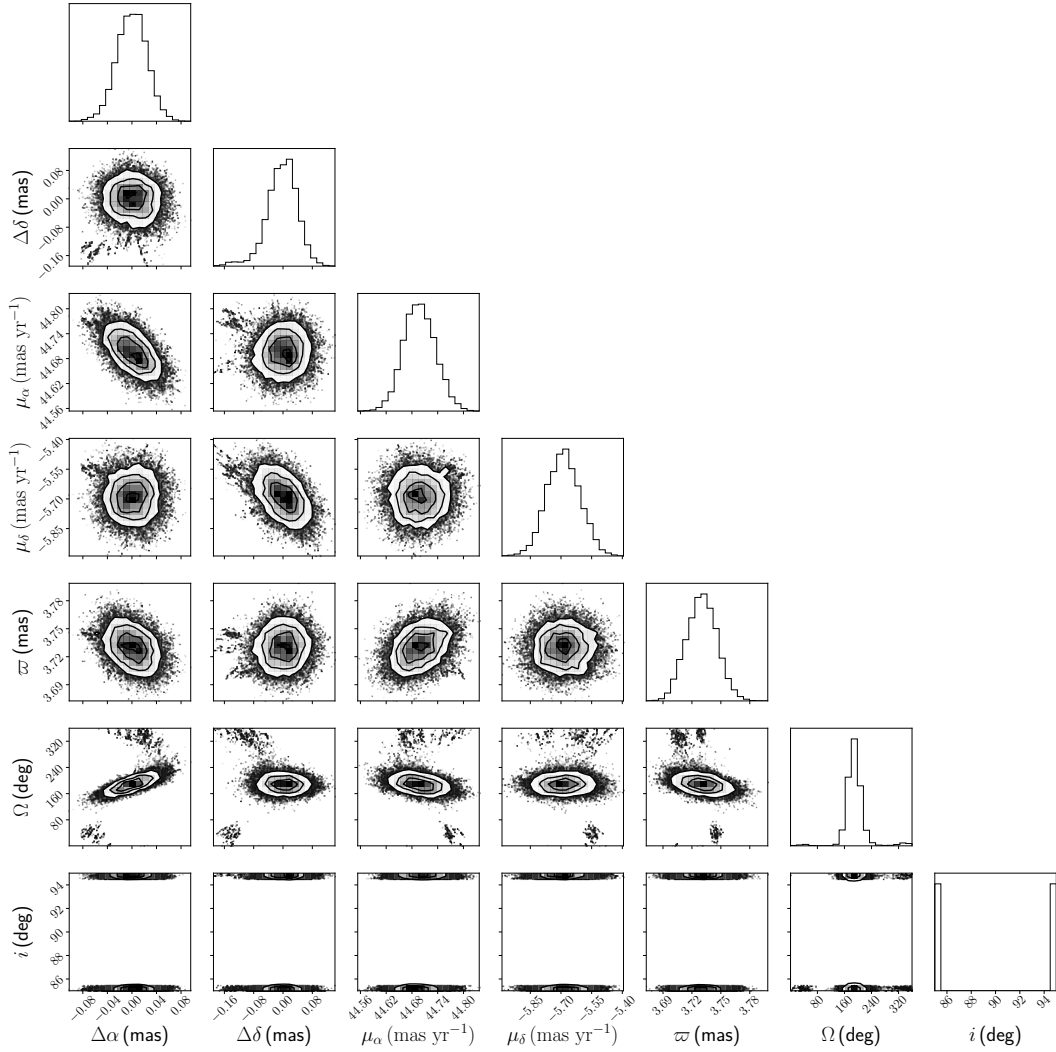 Δδ (mas)
0.08
0.00
−0.08
−0.16
μα (mas yr−1)
44.80
44.74
44.68
44.62
44.56
μδ (mas yr−1)
−5.40
−5.55
−5.70
−5.85
ϖ (mas)
3.78
3.75
3.72
3.69
Ω (deg)
320
240
160
80
i (deg)
94
92
90
88
86
−0.08 −0.04 0.00 0.04 0.08
−0.16 −0.08 0.00 0.08
44.56 44.62 44.68 44.74 44.80
−5.85 −5.70 −5.55 −5.40
3.69 3.72 3.75 3.78
80 160 240 320
86 88 90 92 94
Δα (mas) Δδ (mas) μα (mas yr−1) μδ (mas yr−1) ϖ (mas) Ω (deg) i (deg)